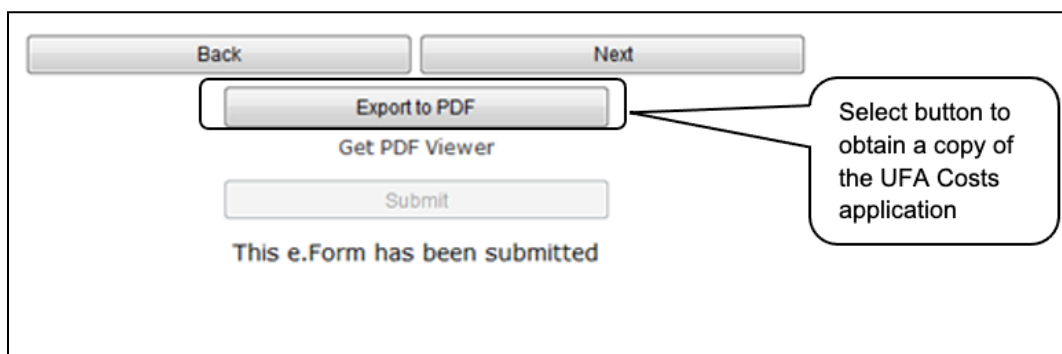 Back
Next
Export to PDF
Get PDF Viewer
Submit
This e.Form has been submitted
Select button to
obtain a copy of
the UFA Costs
application